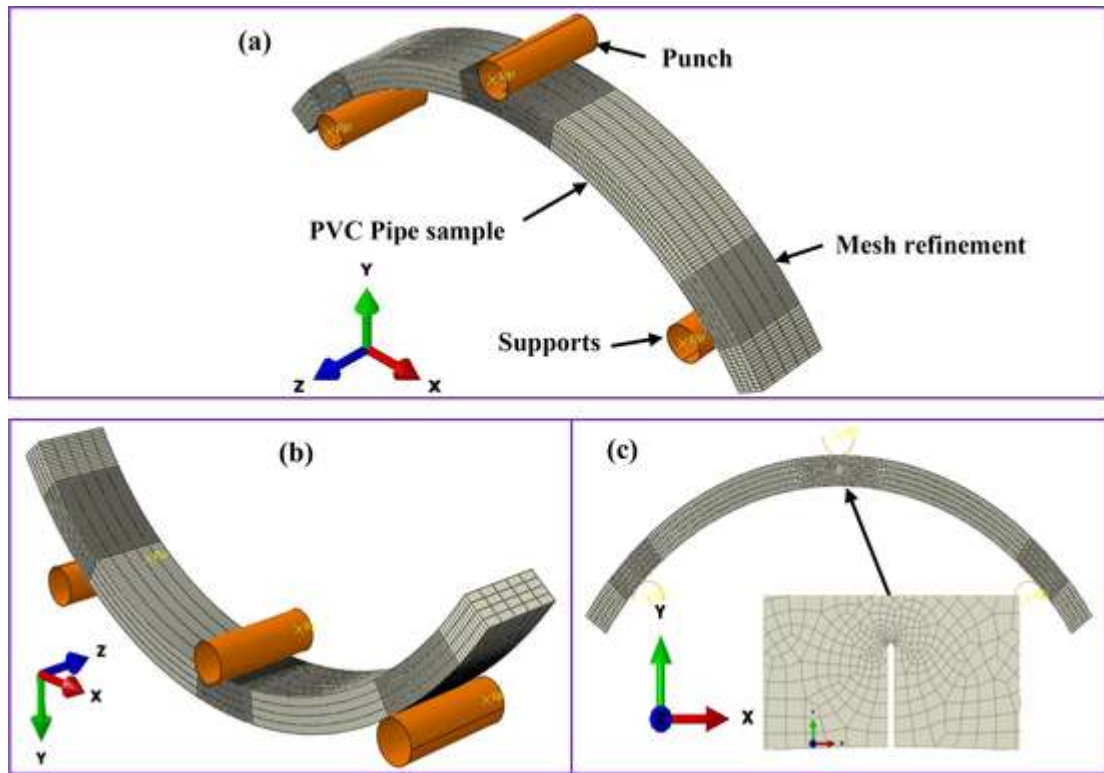 (a)
Punch
PVC Pipe sample
Mesh refinement
Y
Supports
Z
X
(b)
(c)
Z
X
Y
Y
X